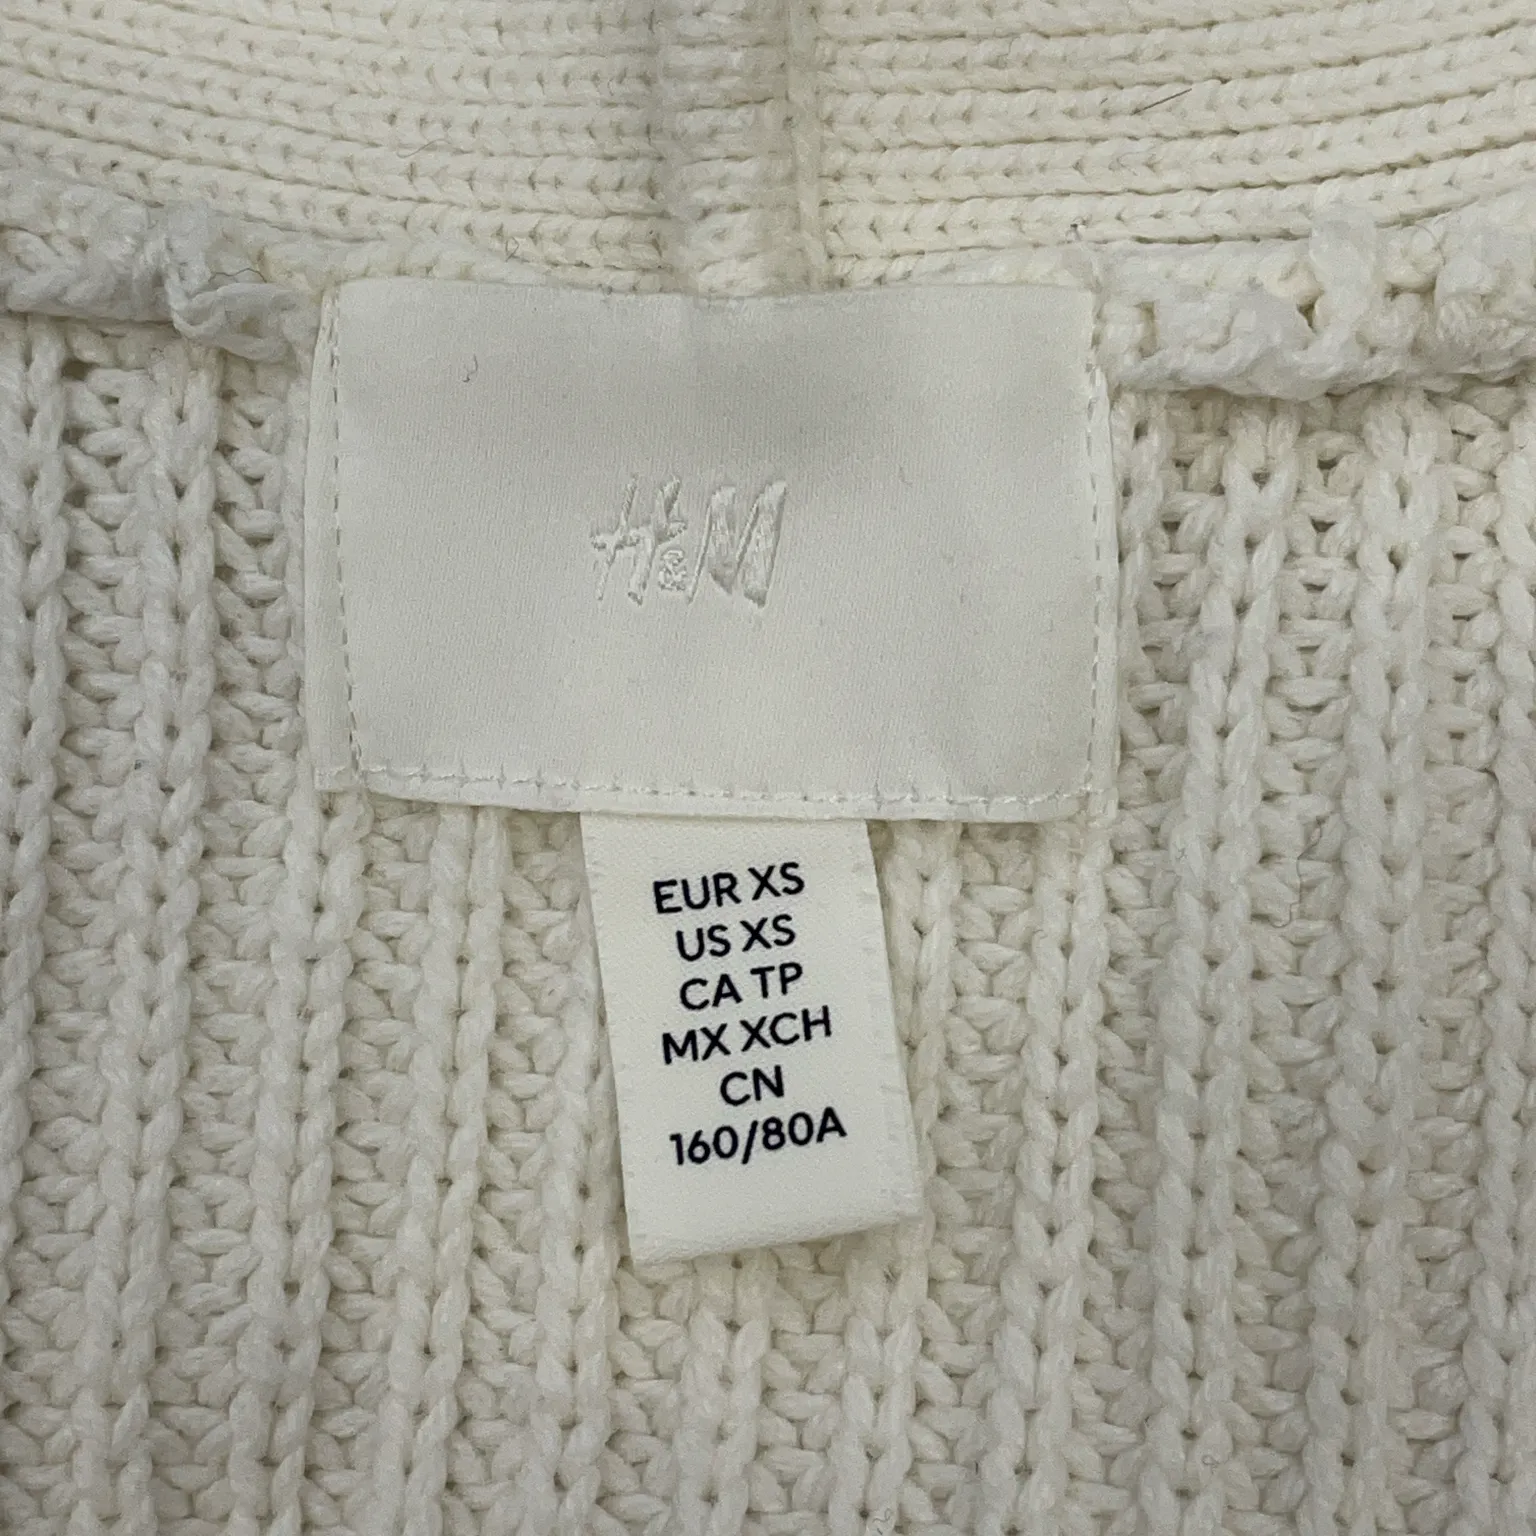 H&M
EUR XS
US XS
CA TP
MX XCH
CN
160/80A